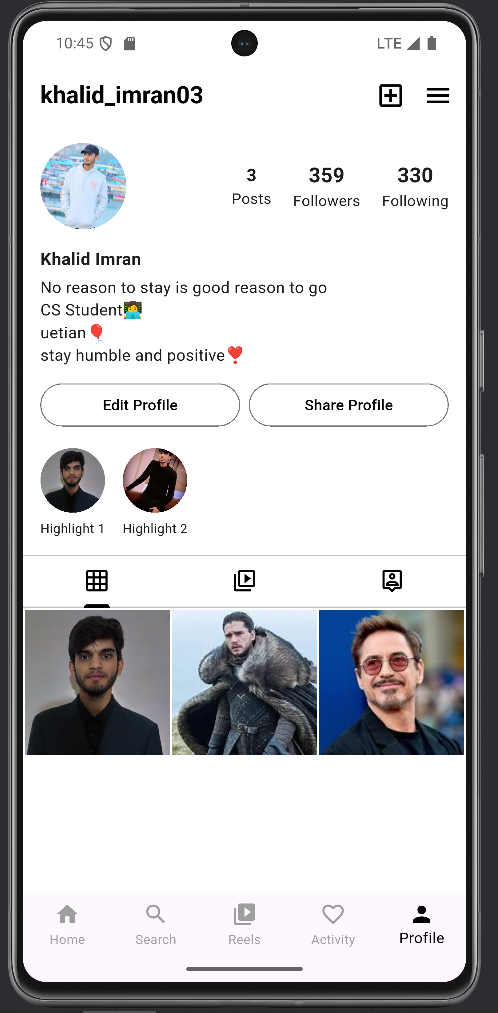 10:45 LTE
khalid_imran03
3 359 330
Posts Followers Following
Khalid Imran
No reason to stay is good reason to go
CS Student👩‍💻
uetian🎈
stay humble and positive❣️
Edit Profile Share Profile
Highlight 1 Highlight 2
Home Search Reels Activity Profile